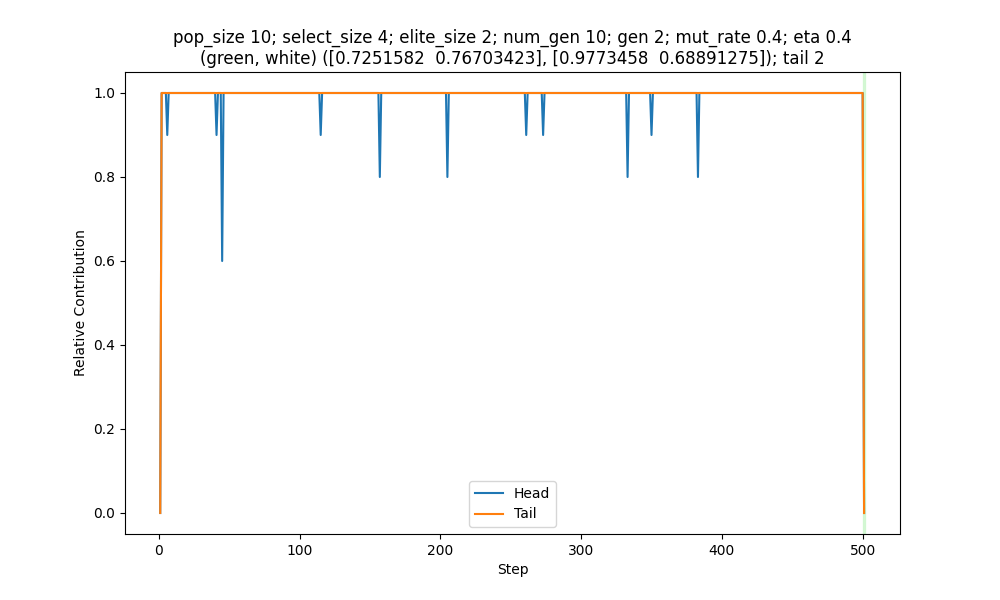 pop_size 10; select_size 4; elite_size 2; num_gen 10; gen 2; mut_rate 0.4; eta 0.4
(green, white) ([0.7251582  0.76703423], [0.9773458  0.68891275]); tail 2
1.0
0.8
0.6
0.4
0.2
0.0
Relative Contribution
Head
Tail
0
100
200
300
400
500
Step